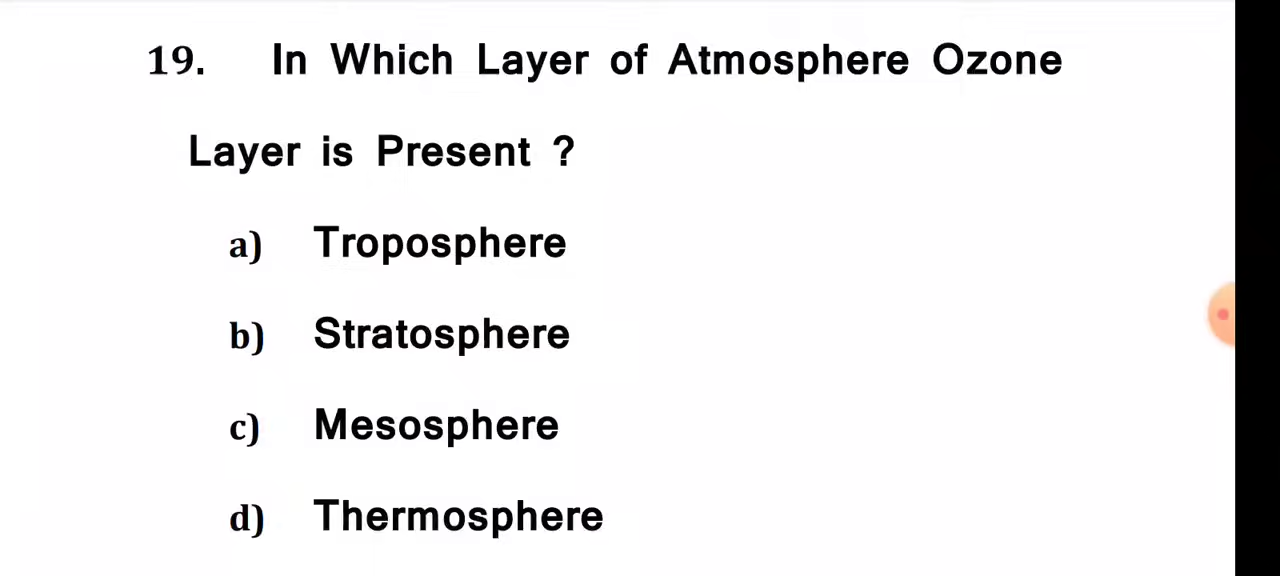 19. In Which Layer of Atmosphere Ozone
Layer is Present ?
a) Troposphere
b) Stratosphere
c) Mesosphere
d) Thermosphere